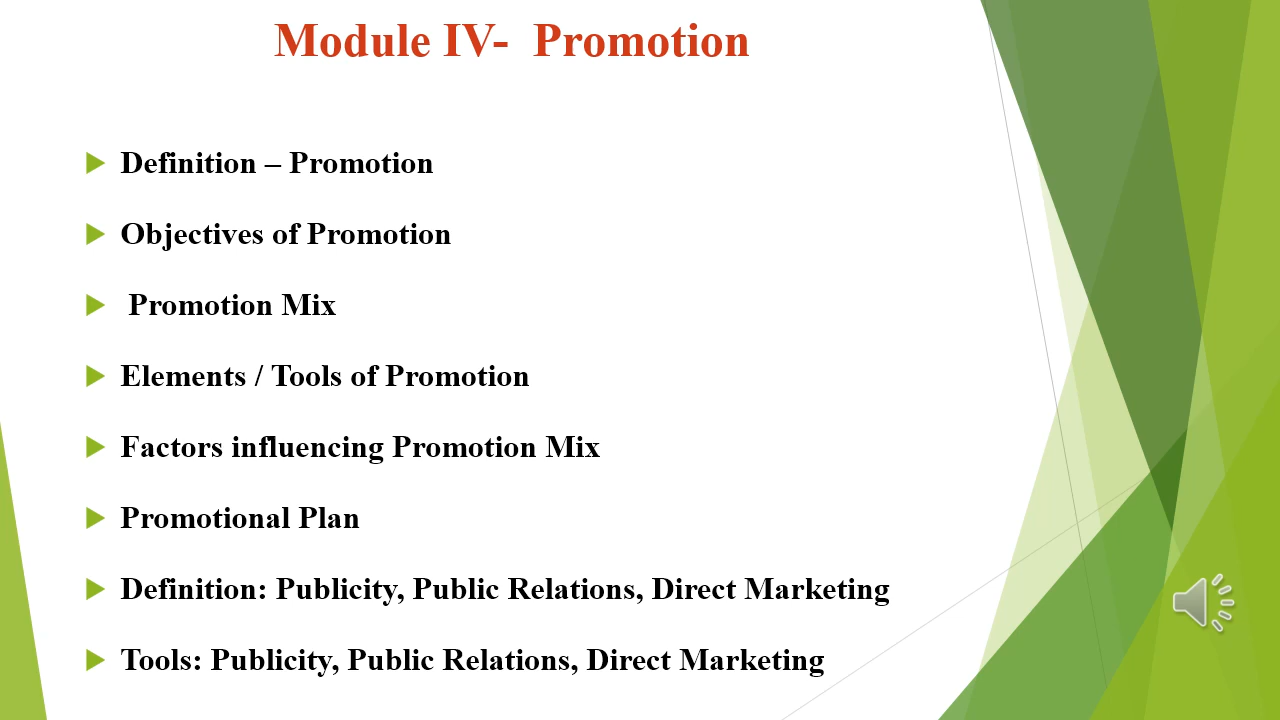 Module IV-  Promotion
Definition – Promotion
Objectives of Promotion
Promotion Mix
Elements / Tools of Promotion
Factors influencing Promotion Mix
Promotional Plan
Definition: Publicity, Public Relations, Direct Marketing
Tools: Publicity, Public Relations, Direct Marketing